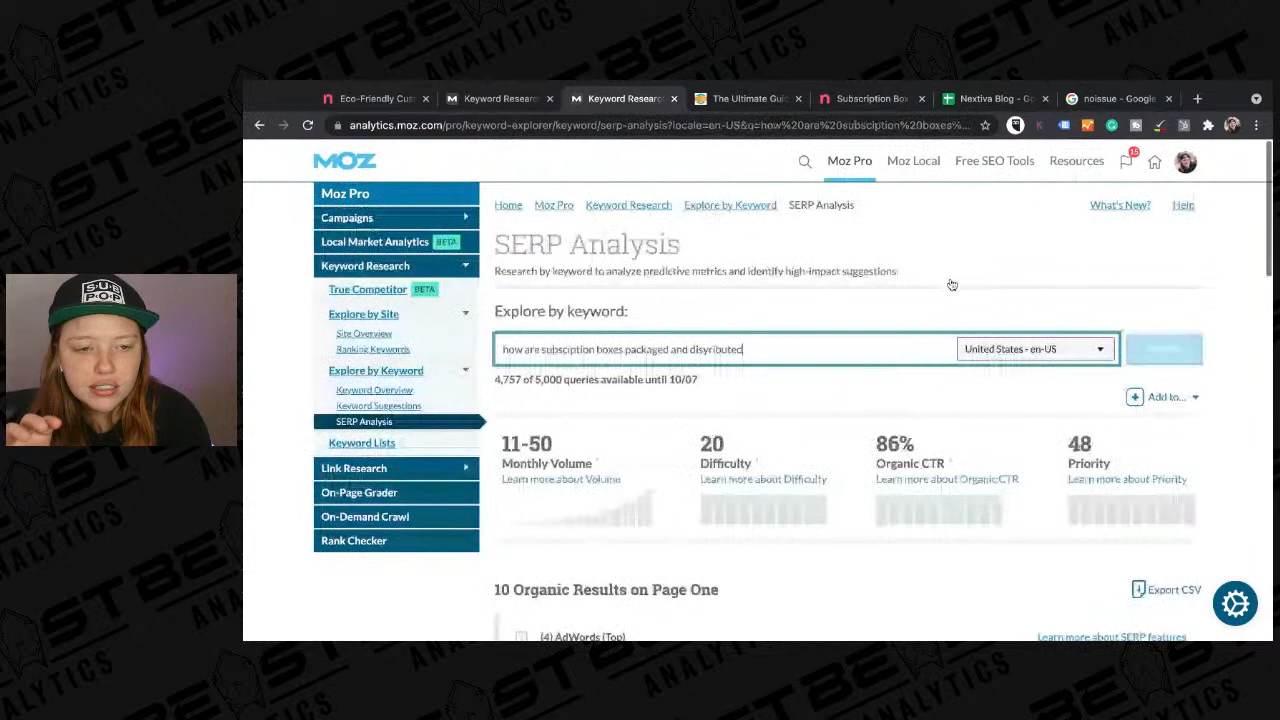 Eco-Friendly Cus
Keyword Researc
Keyword Researc
The Ultimate Gui
Subscription Box
Nextiva Blog - Go
noissue - Google
analytics.moz.com/pro/keyword-explorer/keyword/serp-analysis?locale=en-US&q=how%20are%20subsciption%20boxes%...
MOZ
Moz Pro
Moz Local
Free SEO Tools
Resources
15
Moz Pro
Campaigns
Local Market Analytics BETA
Keyword Research
True Competitor BETA
Explore by Site
Site Overview
Ranking Keywords
Explore by Keyword
Keyword Overview
Keyword Suggestions
SERP Analysis
Keyword Lists
Link Research
On-Page Grader
On-Demand Crawl
Rank Checker
Home
Moz Pro
Keyword Research
Explore by Keyword
SERP Analysis
What's New?
Help
SERP Analysis
Research by keyword to analyze predictive metrics and identify high-impact suggestions
Explore by keyword:
how are subsciption boxes packaged and disyributed
United States - en-US
4,757 of 5,000 queries available until 10/07
Add to...
11-50
Monthly Volume
Learn more about Volume
20
Difficulty
Learn more about Difficulty
86%
Organic CTR
Learn more about Organic CTR
48
Priority
Learn more about Priority
10 Organic Results on Page One
Export CSV
(4) AdWords (Top)
Learn more about SERP features
SUB
POP
ANALYTICS